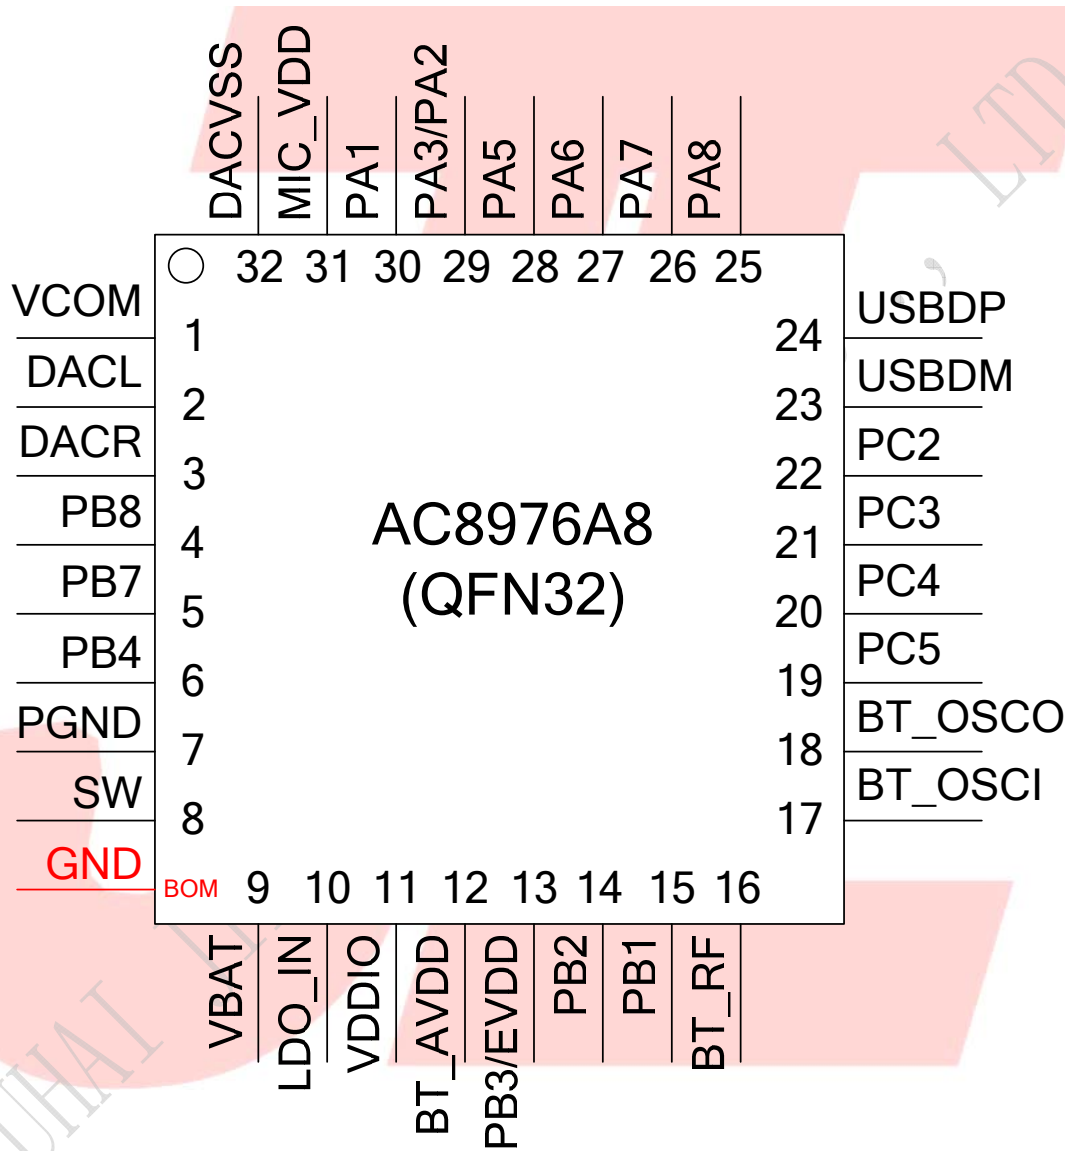 DACVSS
MIC_VDD
PA1
PA3/PA2
PA5
PA6
PA7
PA8
32 31 30 29 28 27 26 25
VCOM 1
DACL 2
DACR 3
PB8 4
PB7 5
PB4 6
PGND 7
SW 8
GND BOM
AC8976A8
(QFN32)
24 USBDP
23 USBDM
22 PC2
21 PC3
20 PC4
19 PC5
18 BT_OSCO
17 BT_OSCI
9 10 11 12 13 14 15 16
VBAT
LDO_IN
VDDIO
BT_AVDD
PB3/EVDD
PB2
PB1
BT_RF
LTD